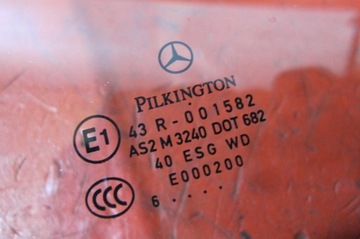 PILKINGTON
E1
43 R-001582
AS2 M 3240 DOT 682
40 ESG WD
E000200
CCC
6 . . . .